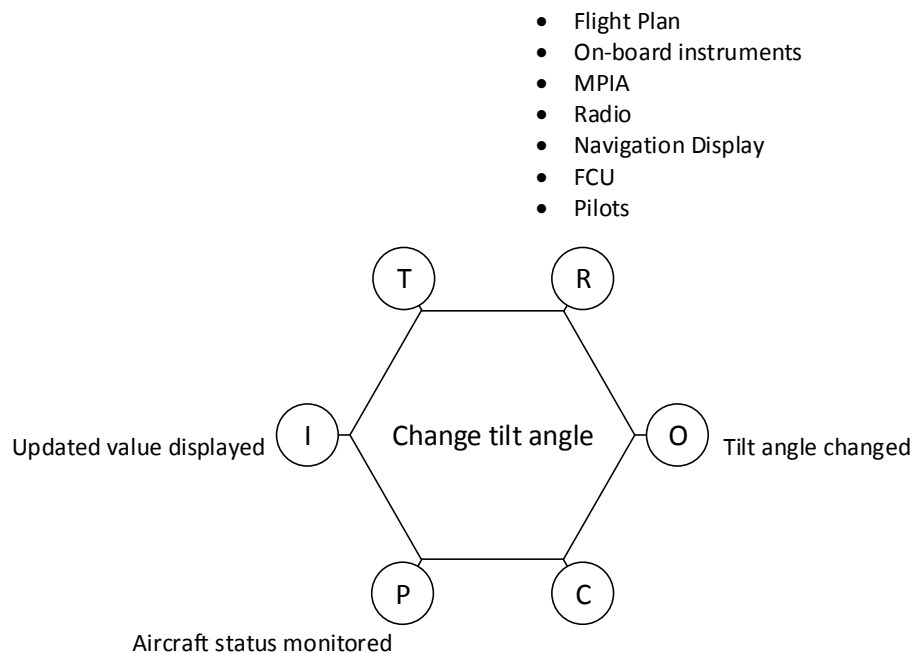 • Flight Plan
• On-board instruments
• MPIA
• Radio
• Navigation Display
• FCU
• Pilots
T
R
Updated value displayed
I
Change tilt angle
O
Tilt angle changed
P
C
Aircraft status monitored